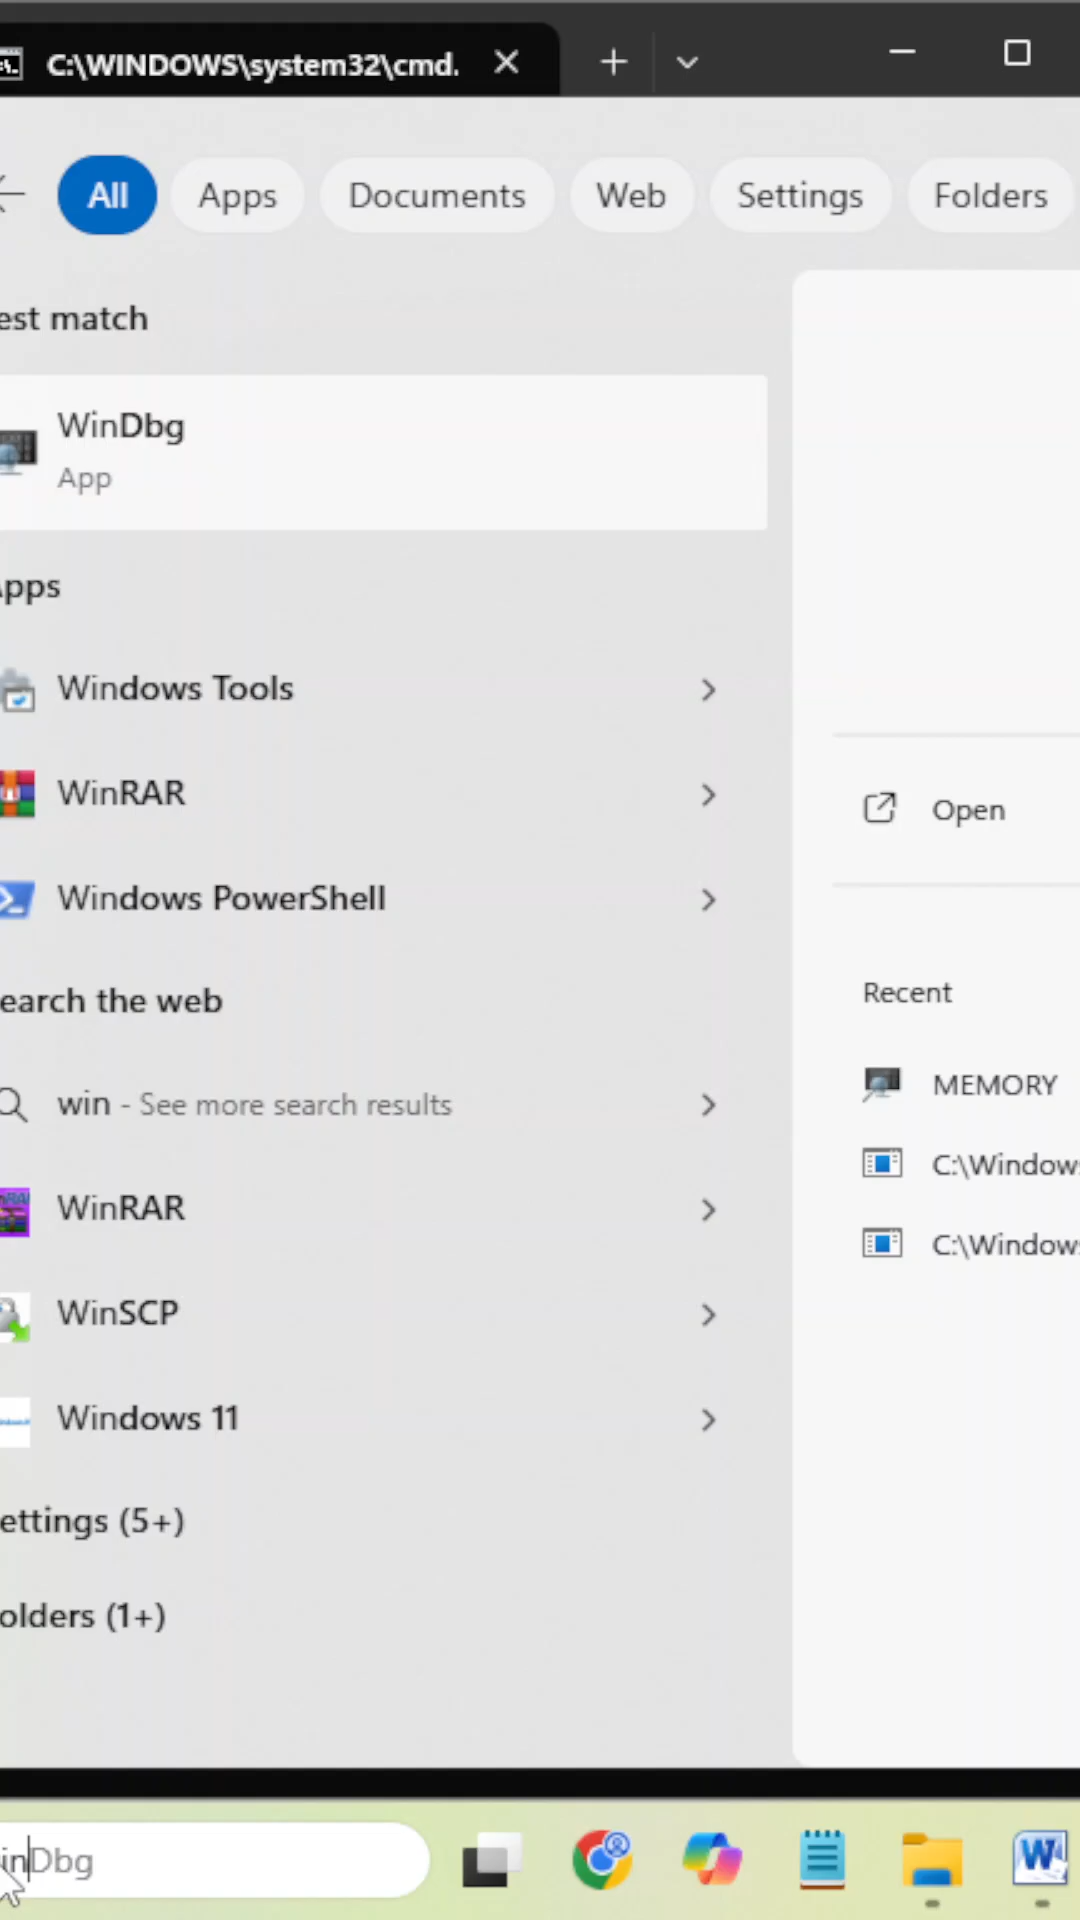 C:\WINDOWS\system32\cmd.
All Apps Documents Web Settings Folders
est match
WinDbg
App
pps
Windows Tools
WinRAR
Open
Windows PowerShell
Recent
earch the web
MEMORY
win - See more search results
C:\Windows
WinRAR
C:\Windows
WinSCP
Windows 11
ettings (5+)
olders (1+)
inDbg